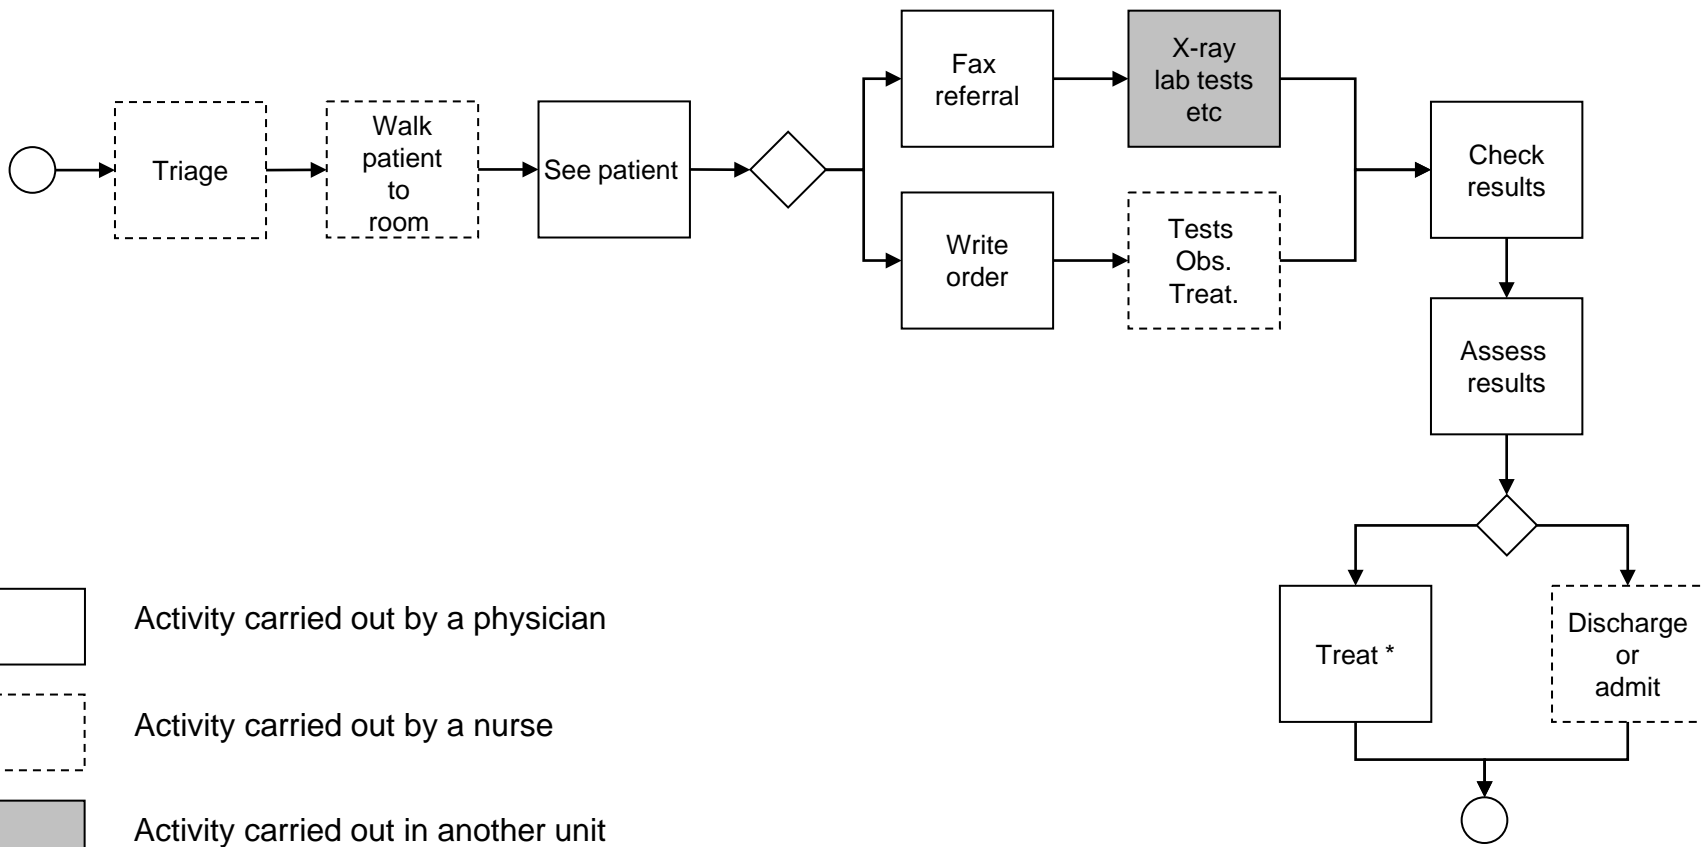 Triage
Walk
patient
to
room
See patient
Fax
referral
X-ray
lab tests
etc
Write
order
Tests
Obs.
Treat.
Check
results
Assess
results
Treat *
Discharge
or
admit
Activity carried out by a physician
Activity carried out by a nurse
Activity carried out in another unit